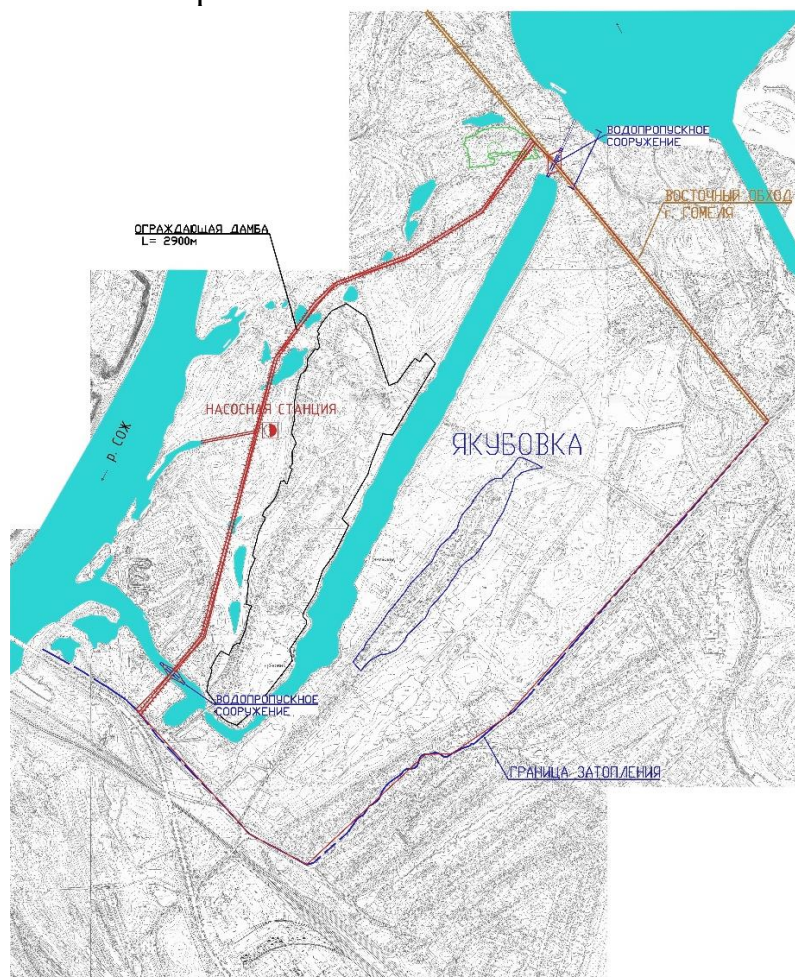 ВОДОПРОПУСКНОЕ
СООРУЖЕНИЕ
ВОСТОЧНЫЙ ОБХОД
г. ГОМЕЛЯ
ОГРАЖДАЮЩАЯ ДАМБА
L= 2900м
НАСОСНАЯ СТАНЦИЯ
← р. СОЖ
ЯКУБОВКА
ВОДОПРОПУСКНОЕ
СООРУЖЕНИЕ
ГРАНИЦА ЗАТОПЛЕНИЯ